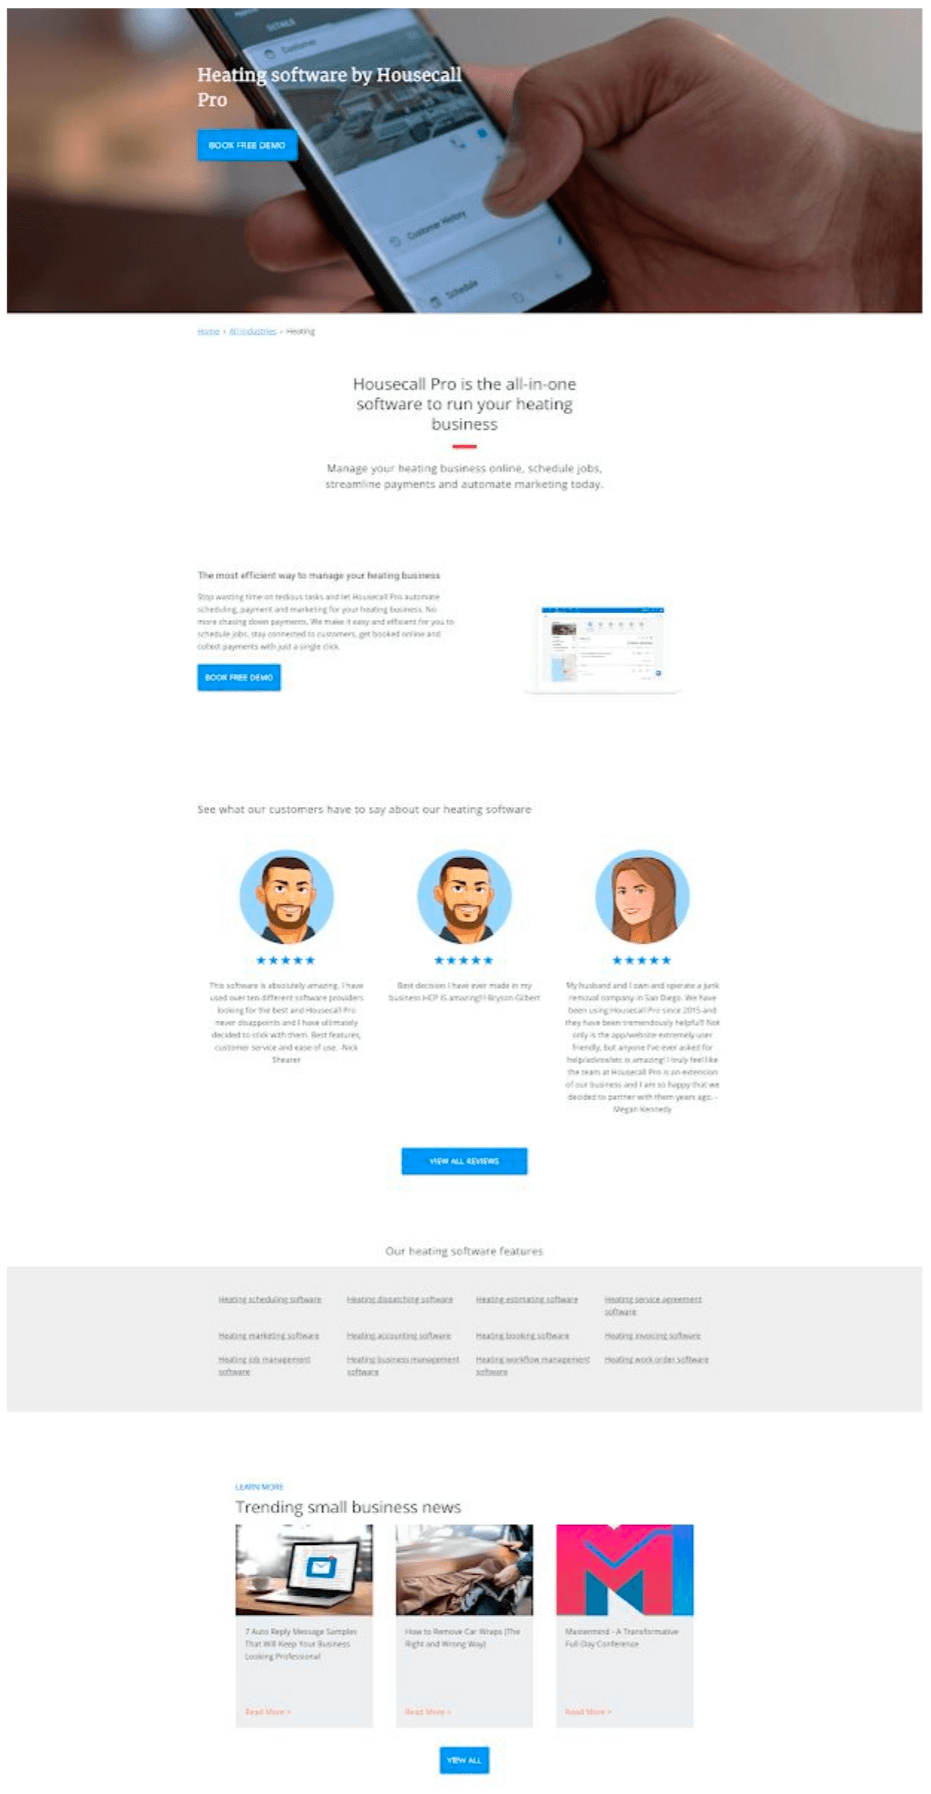 DETAILS
Customer
Heating software by Housecall
Pro
BOOK FREE DEMO
Customer History
Schedule
Home › All Industries › Heating
Housecall Pro is the all-in-one
software to run your heating
business
Manage your heating business online, schedule jobs,
streamline payments and automate marketing today.
The most efficient way to manage your heating business
Stop wasting time on tedious tasks and let Housecall Pro automate
scheduling, payment and marketing for your heating business. No
more chasing down payments. We make it easy and efficient for you to
schedule jobs, stay connected to customers, get booked online and
collect payments with just a single click.
BOOK FREE DEMO
See what our customers have to say about our heating software
This software is absolutely amazing. I have
used over ten different software providers
looking for the best and Housecall Pro
never disappoints and I have ultimately
decided to stick with them. Best features,
customer service and ease of use. -Nick
Shearer
Best decision I have ever made in my
business HCP IS amazing!!! Bryson Gilbert
My husband and I own and operate a junk
removal company in San Diego. We have
been using Housecall Pro since 2015 and
they have been tremendously helpful!! Not
only is the app/website extremely user
friendly, but anyone I've ever asked for
help/advice/etc is amazing! I truly feel like
the team at Housecall Pro is an extension
of our business and I am so happy that we
decided to partner with them years ago. -
Megan Kennedy
VIEW ALL REVIEWS
Our heating software features
Heating scheduling software
Heating dispatching software
Heating estimating software
Heating service agreement
software
Heating marketing software
Heating accounting software
Heating booking software
Heating invoicing software
Heating job management
software
Heating business management
software
Heating workflow management
software
Heating work order software
LEARN MORE
Trending small business news
7 Auto Reply Message Samples
That Will Keep Your Business
Looking Professional
Read More »
How to Remove Car Wraps (The
Right and Wrong Way)
Read More »
Mastermind - A Transformative
Full-Day Conference
Read More »
VIEW ALL